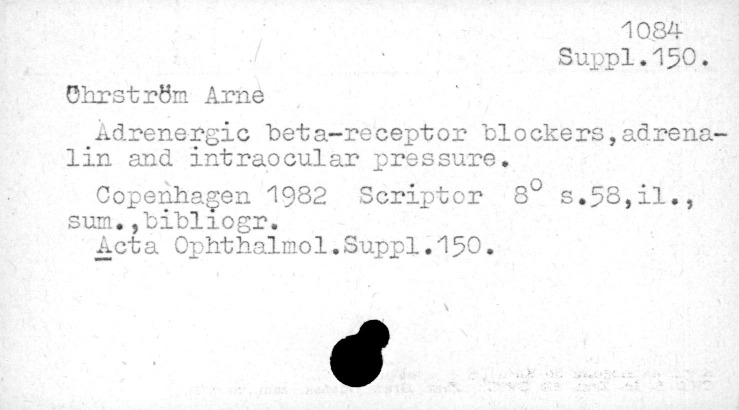 1084
Suppl.150.
Öhrström Arne
Adrenergic beta-receptor blockers,adrena-
lin and intraocular pressure.
Copenhagen 1982 Scriptor 8° s.58,il.,
sum.,bibliogr.
Acta Ophthalmol.Suppl.150.